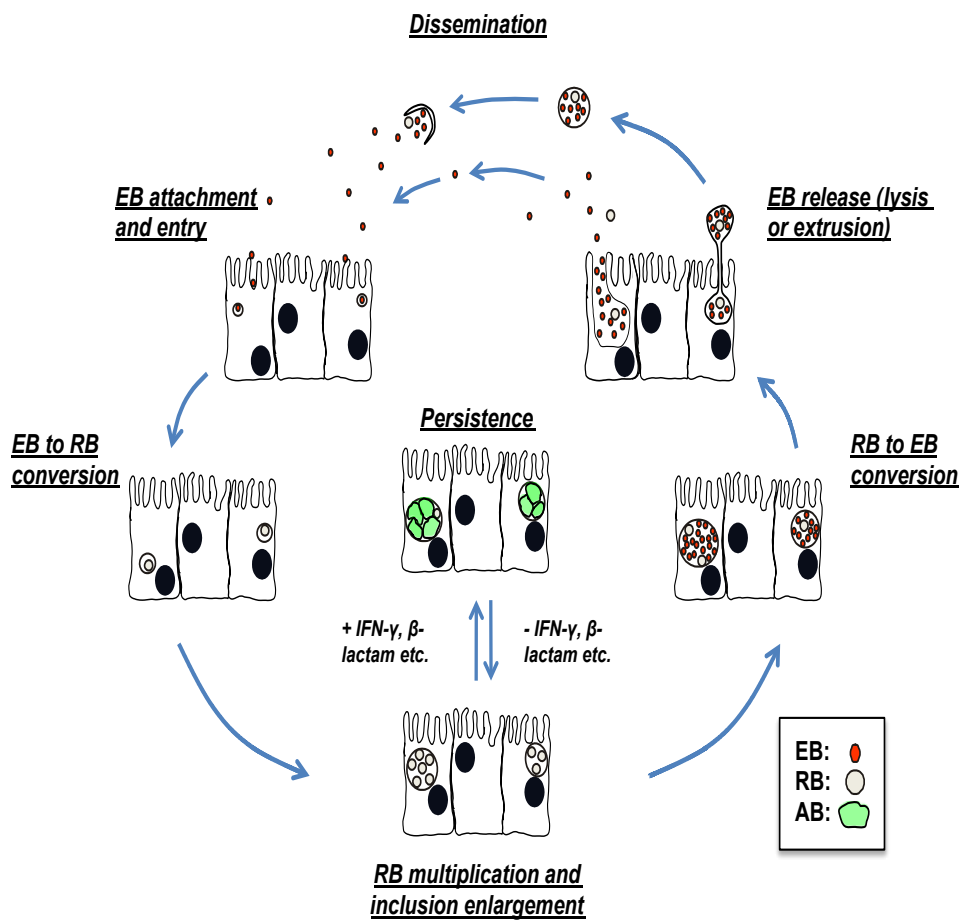 Dissemination
EB attachment
and entry
EB release (lysis
or extrusion)
EB to RB
conversion
Persistence
RB to EB
conversion
+ IFN-γ, β-
lactam etc.
- IFN-γ, β-
lactam etc.
EB:
RB:
AB:
RB multiplication and
inclusion enlargement